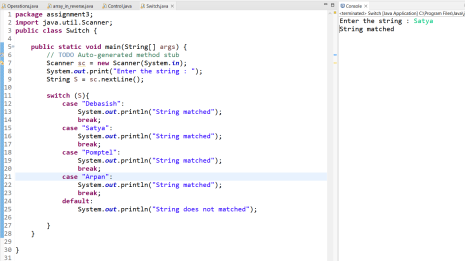 Operations.java array_in_reverse.java Control.java Switch.java
1 package assignment3;
2 import java.util.Scanner;
3 public class Switch {
4
5 public static void main(String[] args) {
6 // TODO Auto-generated method stub
7 Scanner sc = new Scanner(System.in);
8 System.out.print("Enter the string : ");
9 String S = sc.nextLine();
10
11 switch (S){
12 case "Debasish":
13 System.out.println("String matched");
14 break;
15 case "Satya":
16 System.out.println("String matched");
17 break;
18 case "Pomptel":
19 System.out.println("String matched");
20 break;
21 case "Arpan":
22 System.out.println("String matched");
23 break;
24 default:
25 System.out.println("String does not matched");
26
27 }
28 }
29
30 }
31
Console
<terminated> Switch [Java Application] C:\Program Files\Java\
Enter the string : Satya
String matched